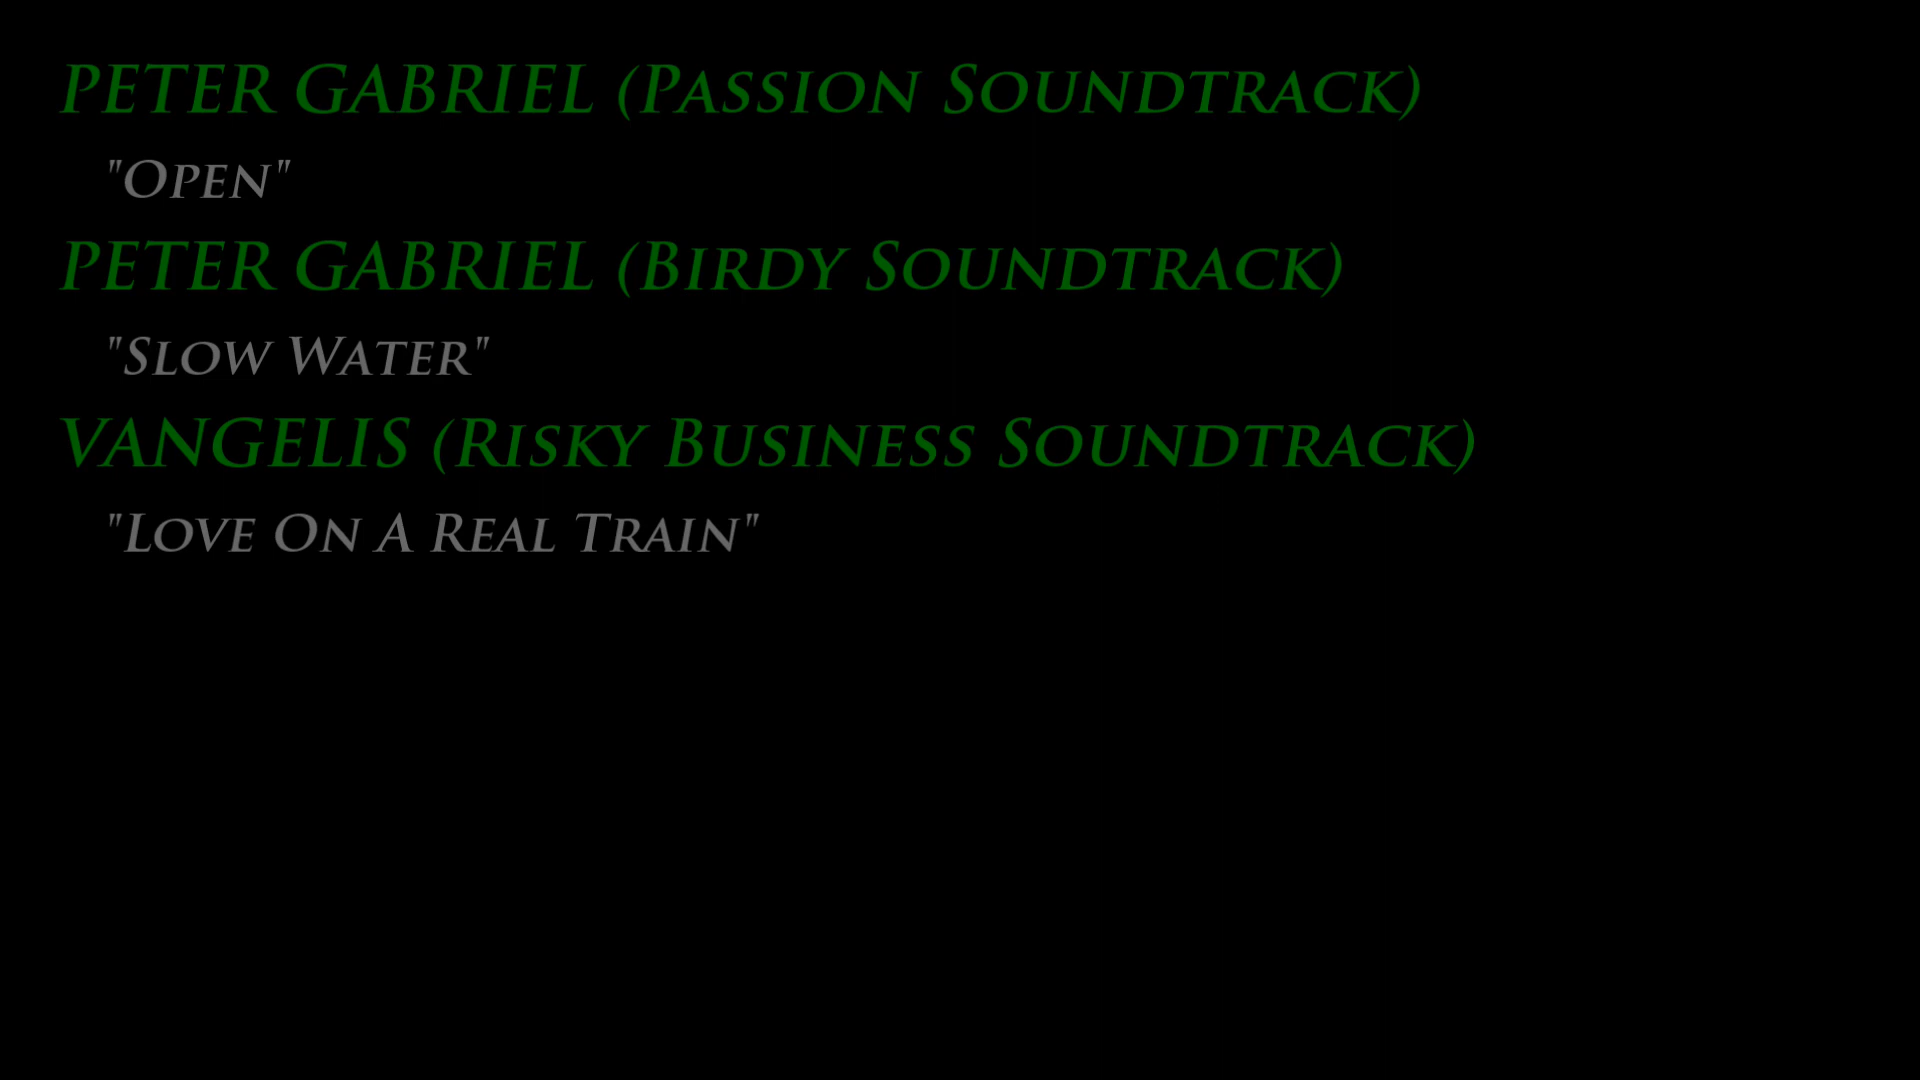 PETER GABRIEL (Passion Soundtrack)
"Open"
PETER GABRIEL (Birdy Soundtrack)
"Slow Water"
VANGELIS (Risky Business Soundtrack)
"Love On A Real Train"